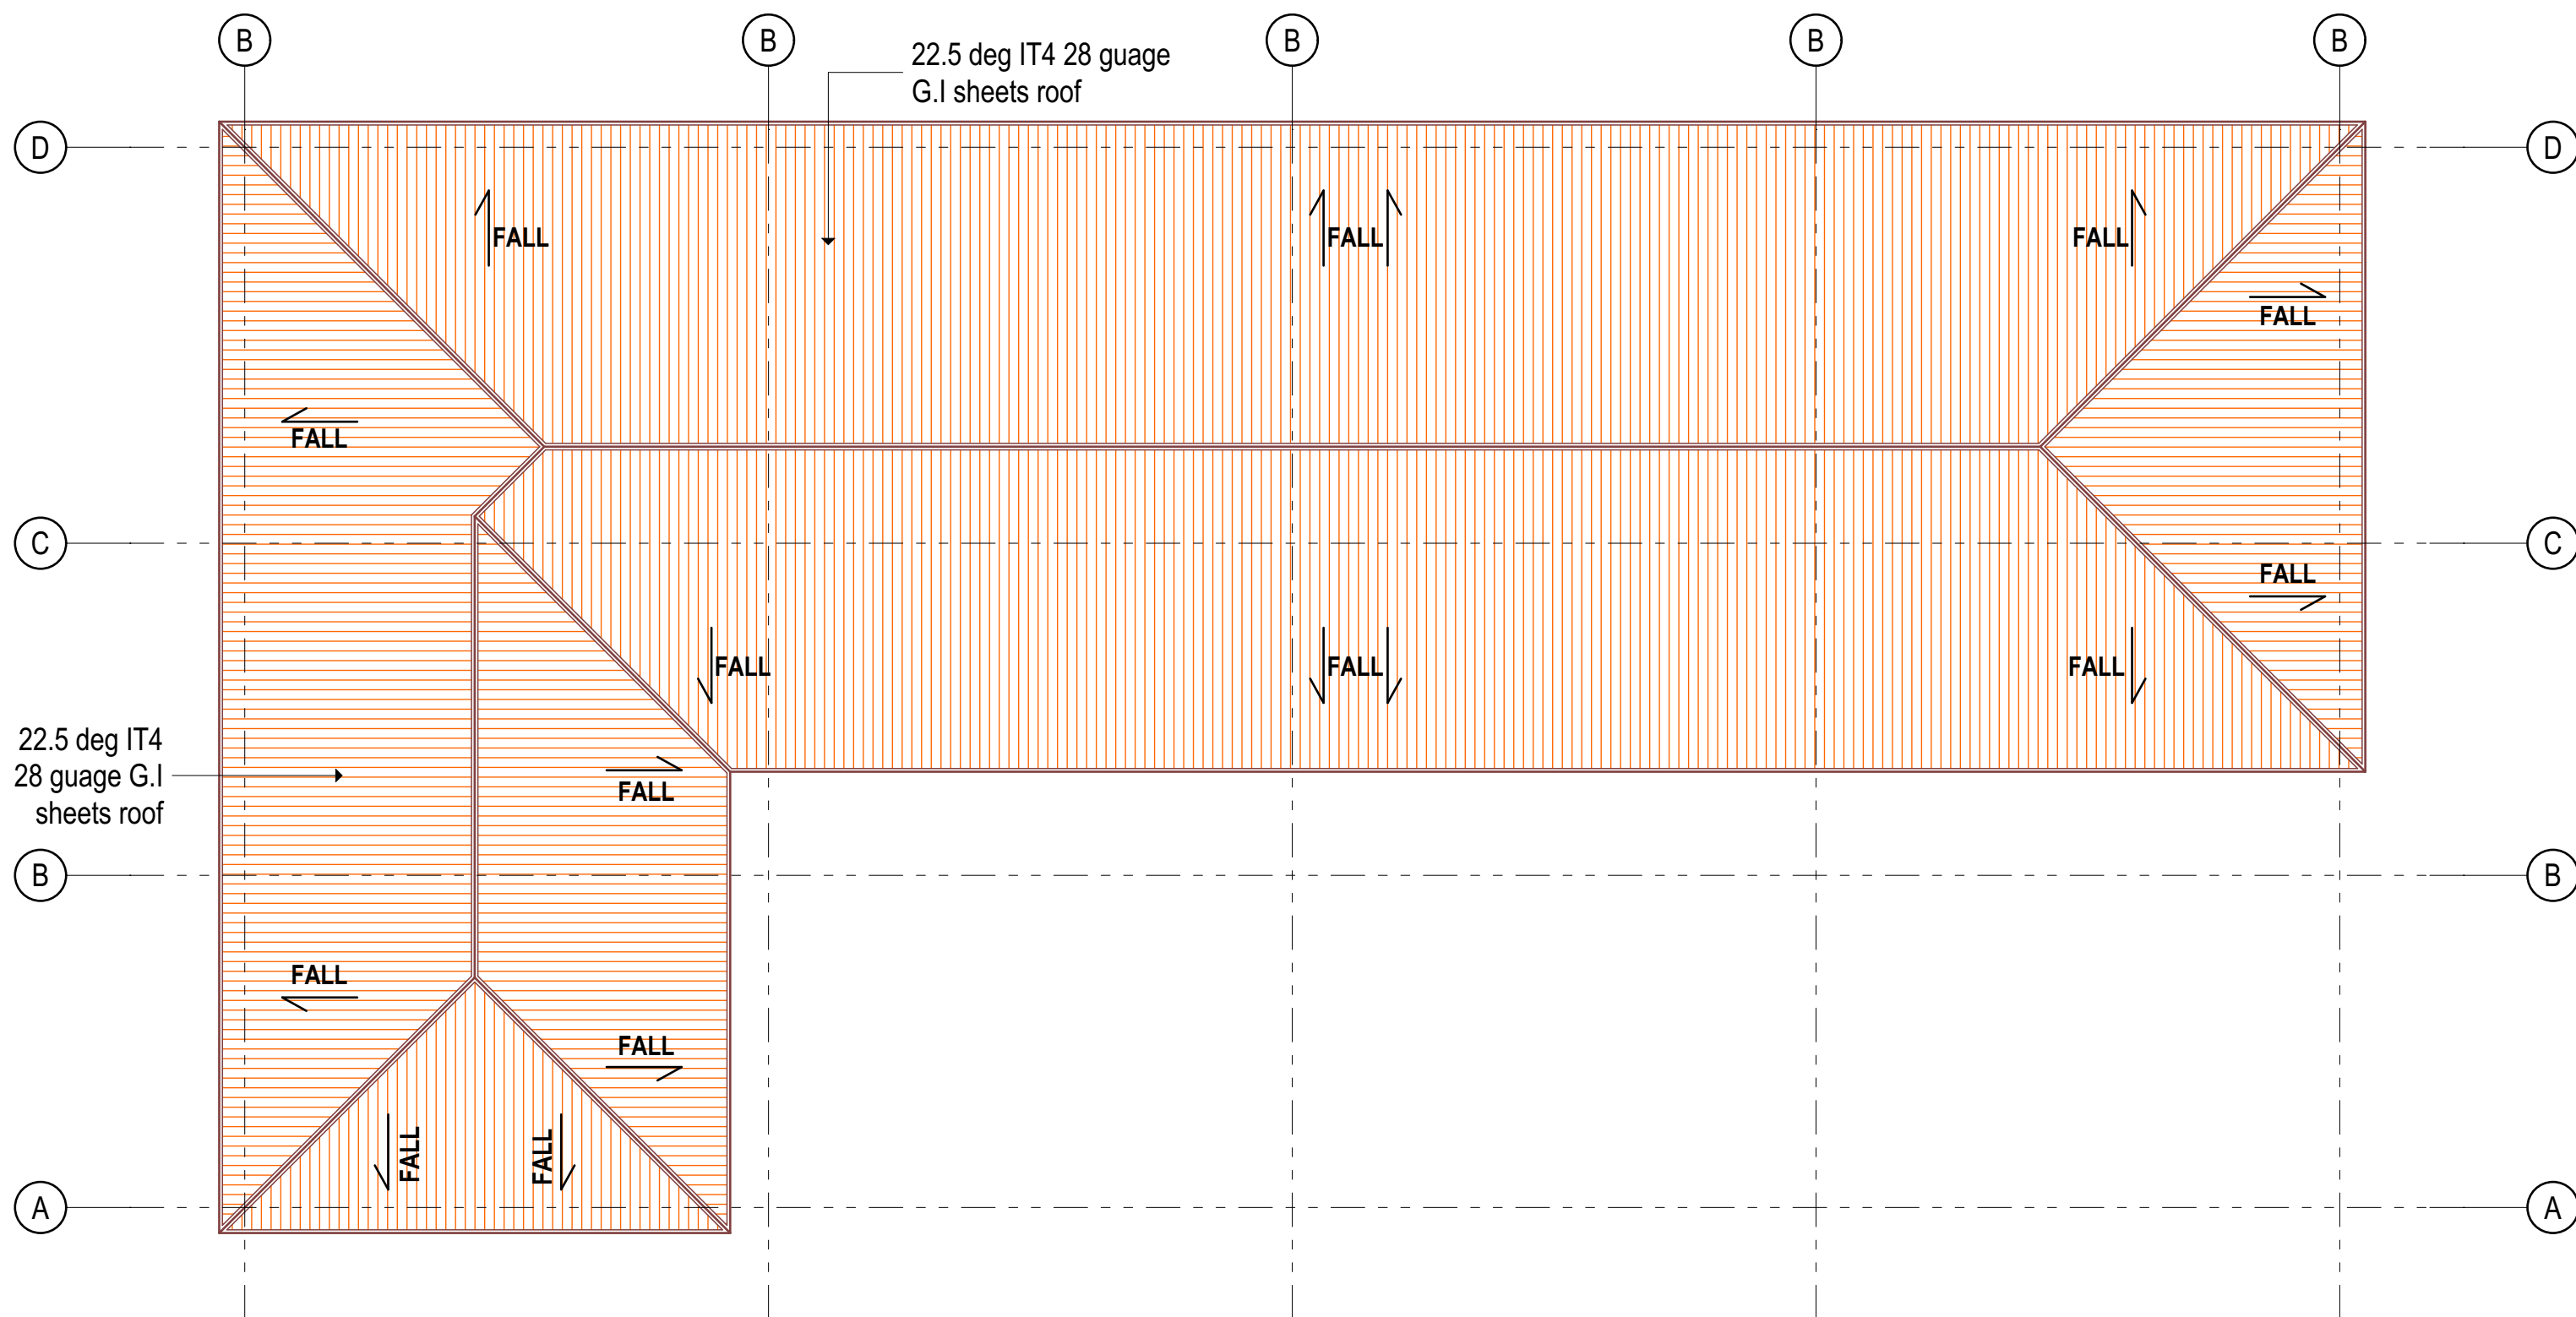 B B B B B
22.5 deg IT4 28 guage
G.I sheets roof
D D
FALL FALL FALL
FALL
FALL
C C
FALL
FALL FALL FALL
22.5 deg IT4
28 guage G.I
sheets roof
FALL
B B
FALL
FALL
FALL FALL
A A